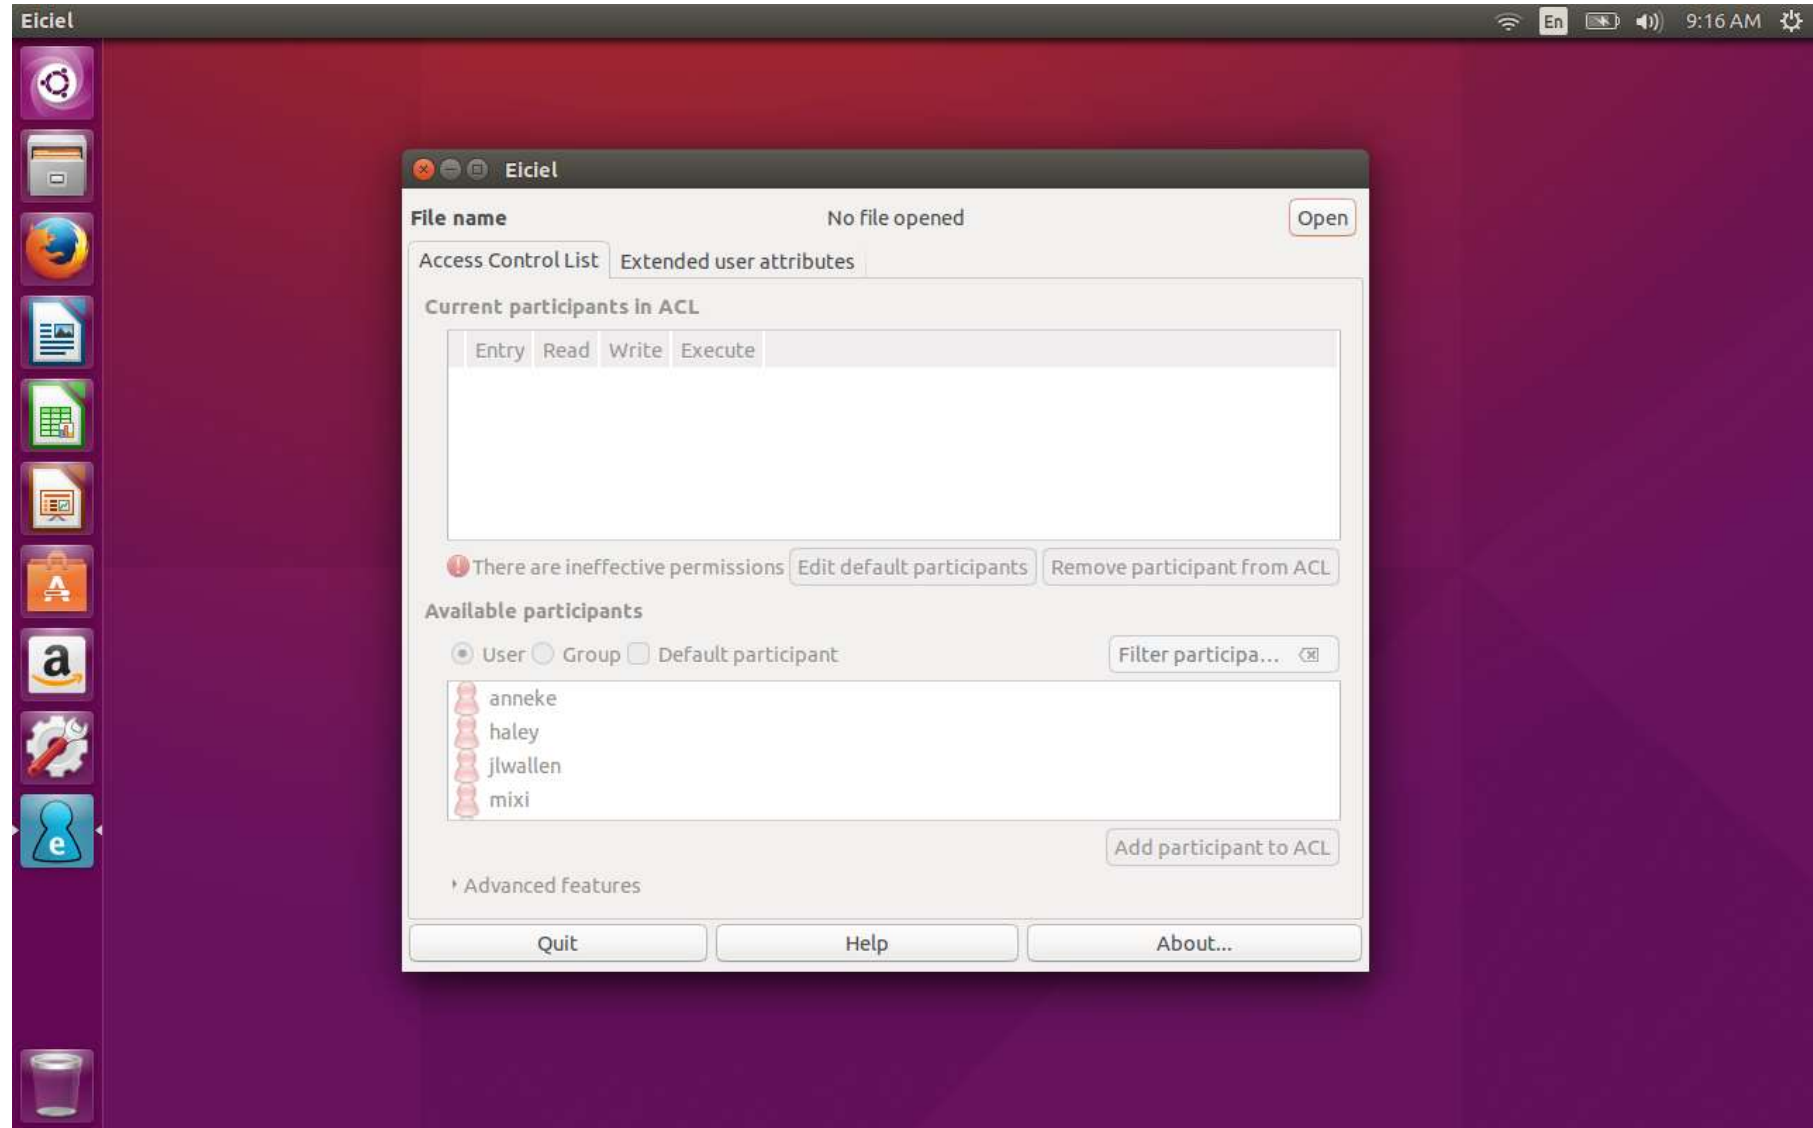 Eiciel
En
9:16 AM
Eiciel
File name No file opened Open
Access Control List Extended user attributes
Current participants in ACL
Entry Read Write Execute
There are ineffective permissions Edit default participants Remove participant from ACL
Available participants
User Group Default participant Filter participa...
anneke
haley
jlwallen
mixi
Add participant to ACL
Advanced features
Quit Help About...
a
e